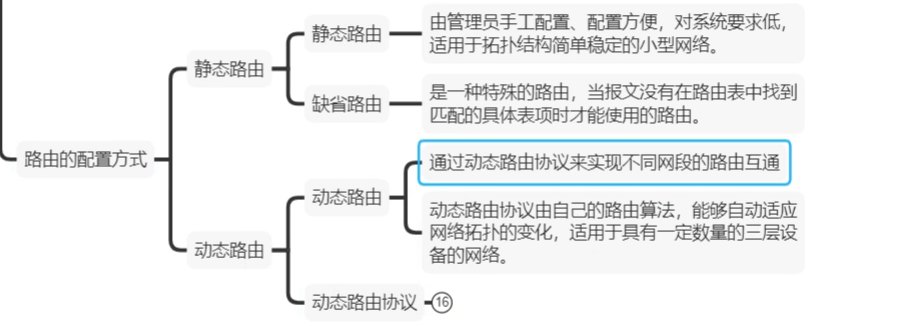 路由的配置方式
静态路由
静态路由
由管理员手工配置、配置方便，对系统要求低，
适用于拓扑结构简单稳定的小型网络。
缺省路由
是一种特殊的路由，当报文没有在路由表中找到
匹配的具体表项时才能使用的路由。
动态路由
动态路由
通过动态路由协议来实现不同网段的路由互通
动态路由协议由自己的路由算法，能够自动适应
网络拓扑的变化，适用于具有一定数量的三层设
备的网络。
动态路由协议
16